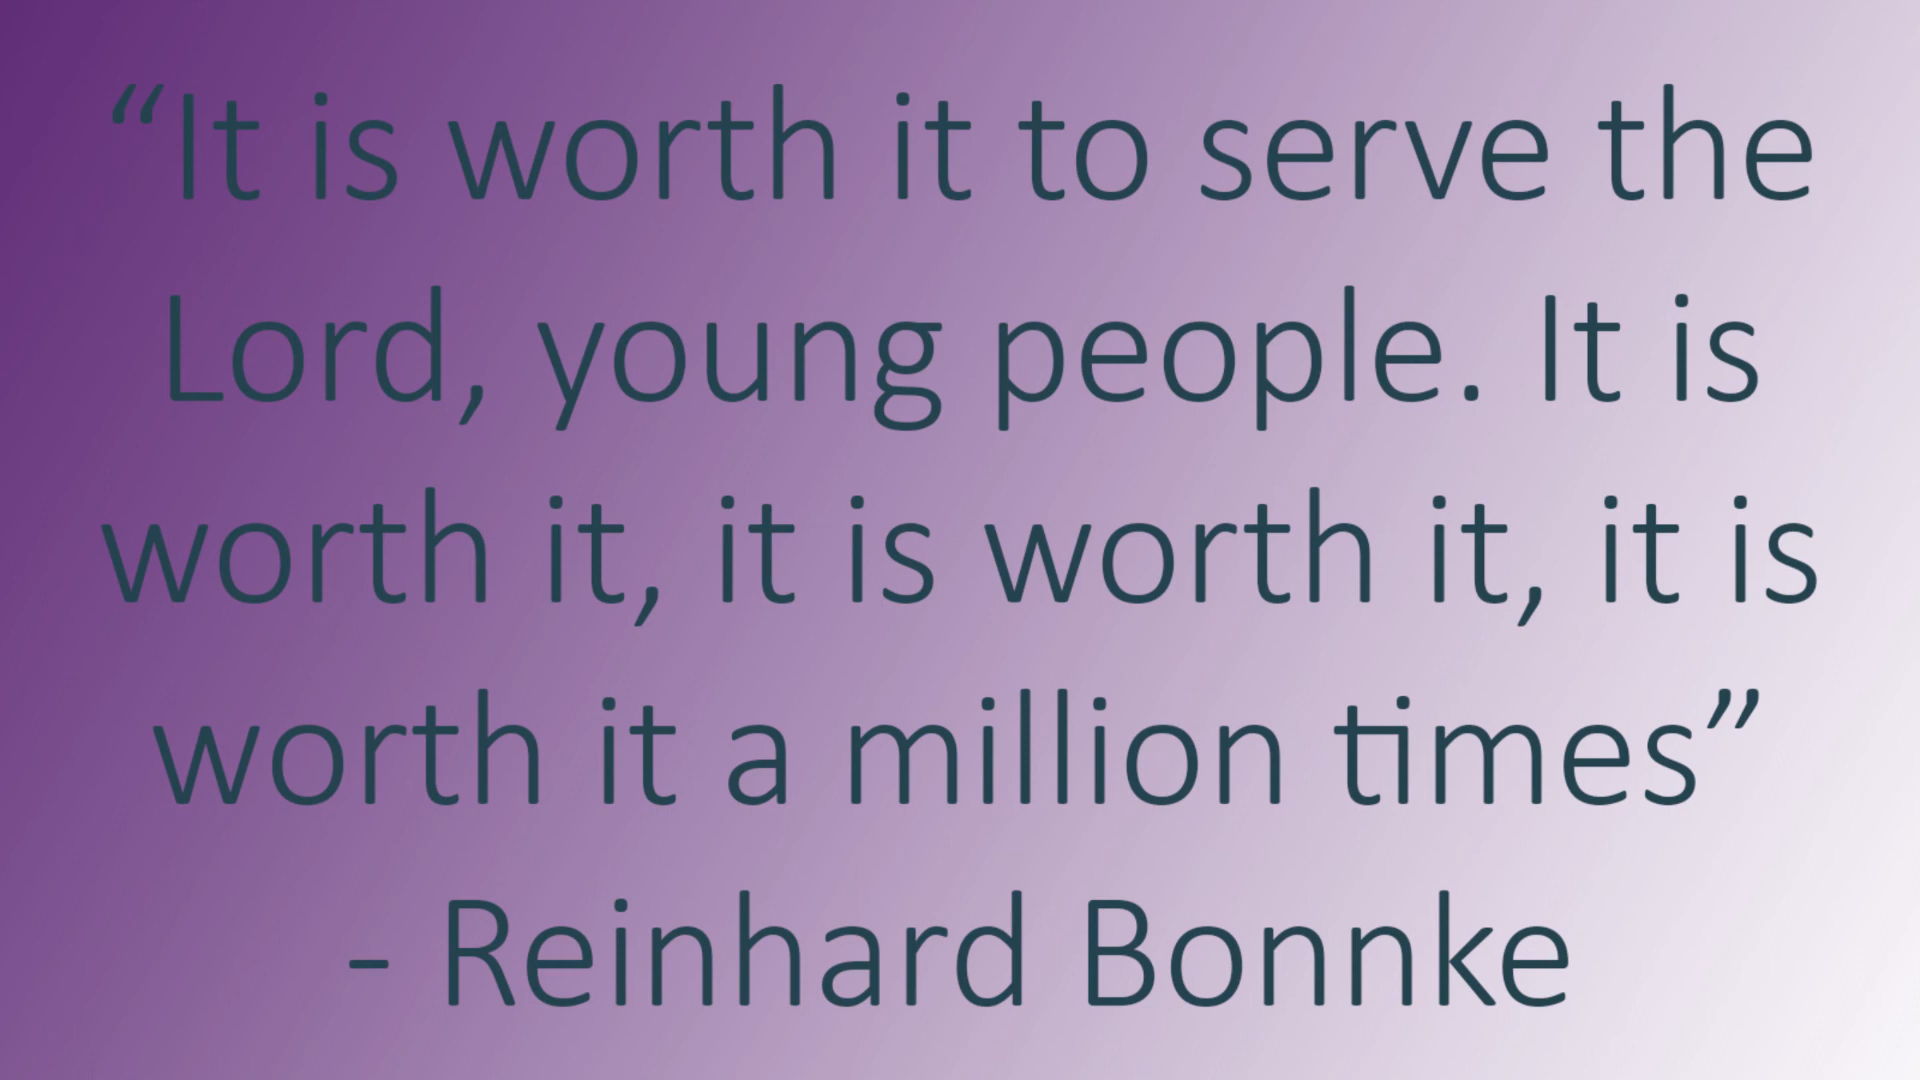 “It is worth it to serve the
Lord, young people. It is
worth it, it is worth it, it is
worth it a million times”
- Reinhard Bonnke